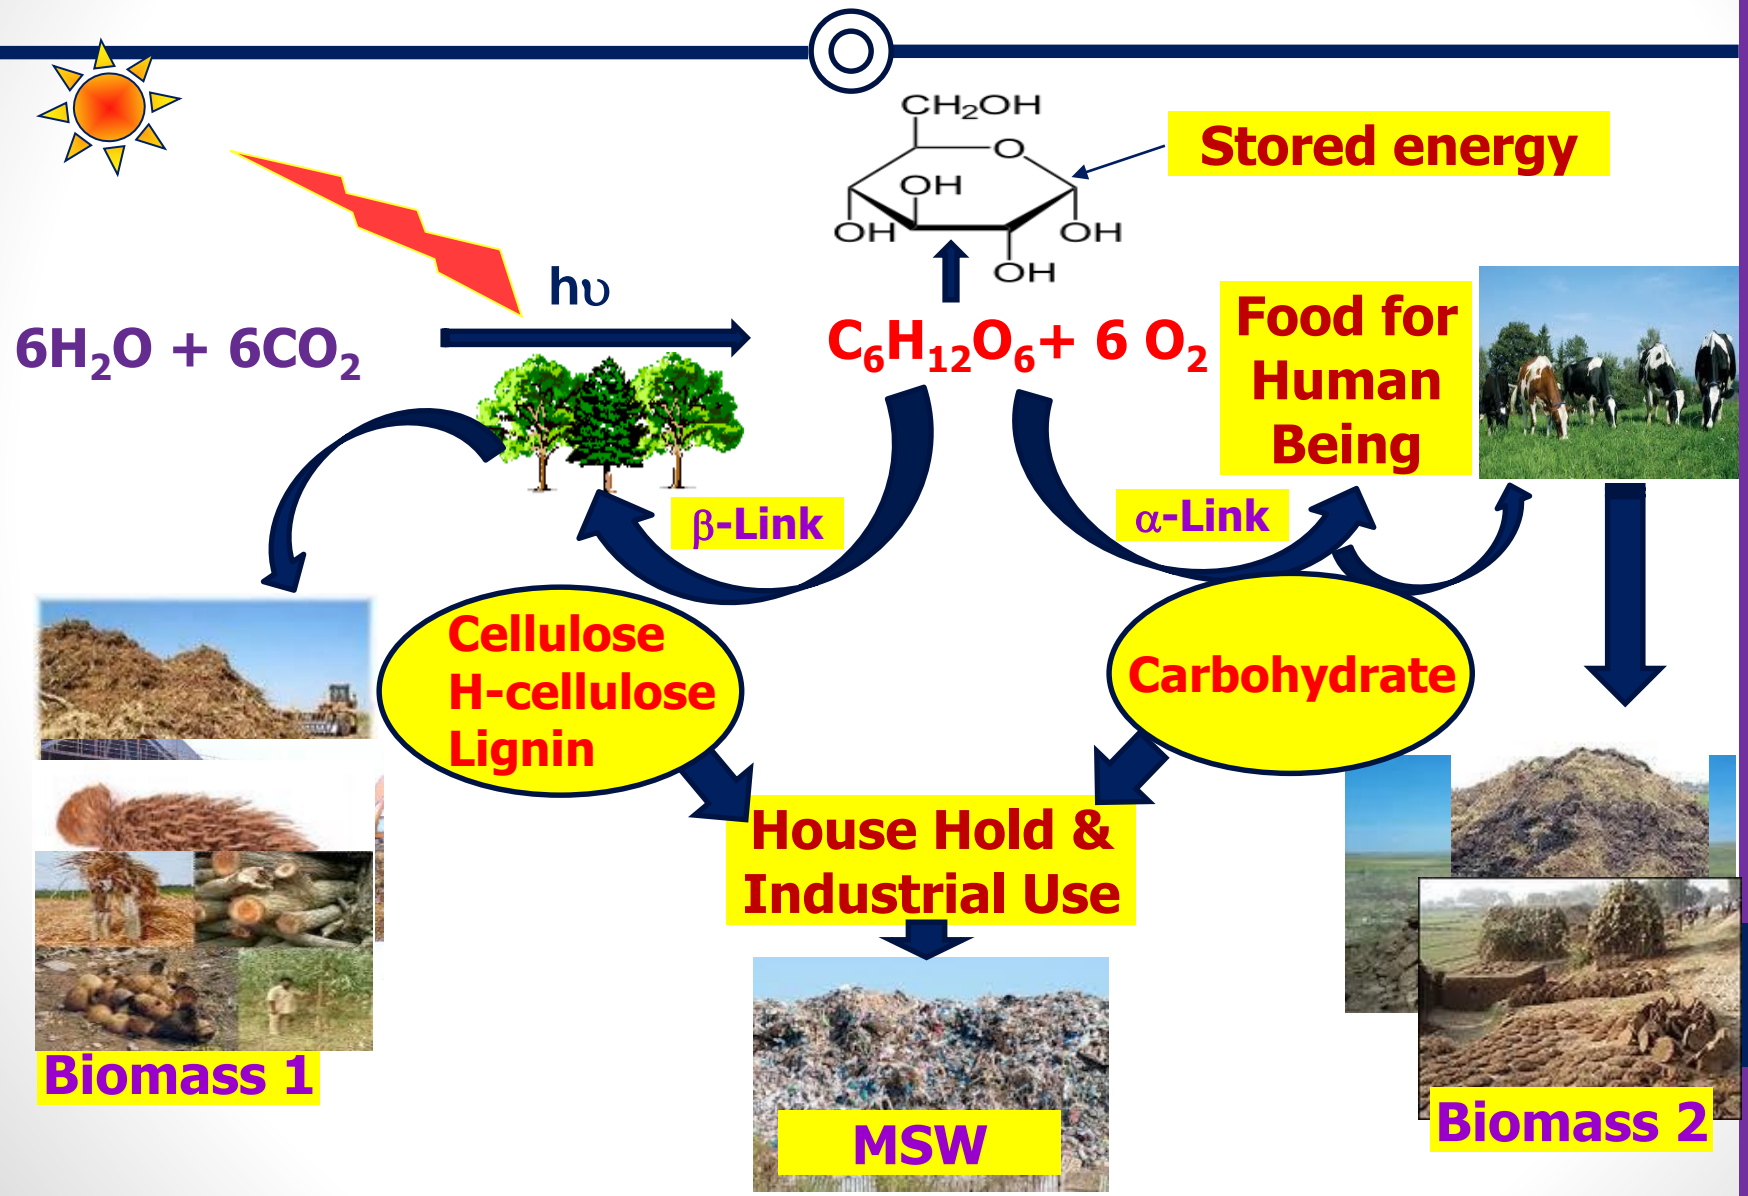 CH₂OH
O
OH
OH
OH
OH
Stored energy
hυ
6H₂O + 6CO₂
C₆H₁₂O₆+ 6 O₂
Food for
Human
Being
β-Link
α-Link
Cellulose
H-cellulose
Lignin
Carbohydrate
House Hold &
Industrial Use
Biomass 1
MSW
Biomass 2